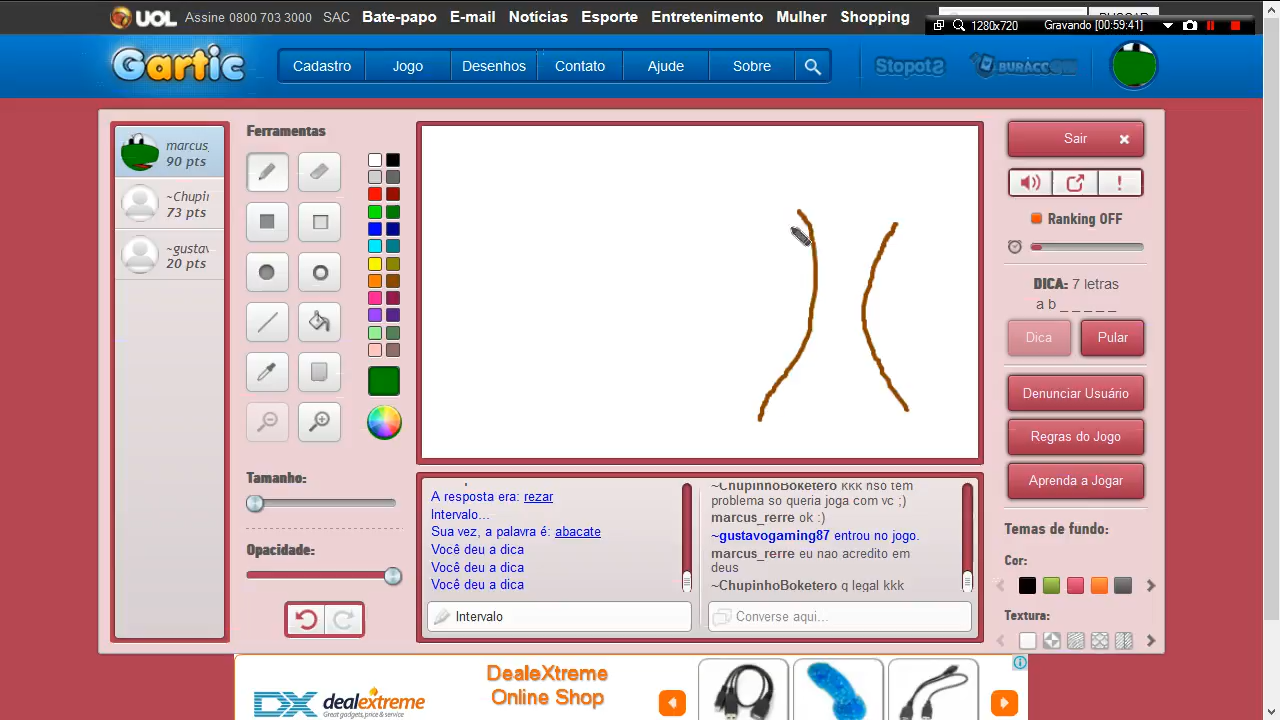 UOL Assine 0800 703 3000 SAC Bate-papo E-mail Notícias Esporte Entretenimento Mulher Shopping
1280x720 Gravando [00:59:41]
Gartic Cadastro Jogo Desenhos Contato Ajuda Sobre StopotS
marcus,
90 pts
~Chupin
73 pts
~gustav
20 pts
Ferramentas
Tamanho:
Opacidade:
Sair
!
Ranking OFF
DICA: 7 letras
a b _ _ _ _ _
Dica Pular
Denunciar Usuário
Regras do Jogo
Aprenda a Jogar
Temas de fundo:
Cor:
Textura:
A resposta era: rezar
Intervalo...
Sua vez, a palavra é: abacate
Você deu a dica
Você deu a dica
Você deu a dica
Intervalo
~ChupinhoBoketero kkk nso tem
problema so queria joga com vc ;)
marcus_rerre ok :)
~gustavogaming87 entrou no jogo.
marcus_rerre eu nao acredito em
deus
~ChupinhoBoketero q legal kkk
Converse aqui...
DX dealextreme
Great gadgets, price & service
DealeXtreme
Online Shop